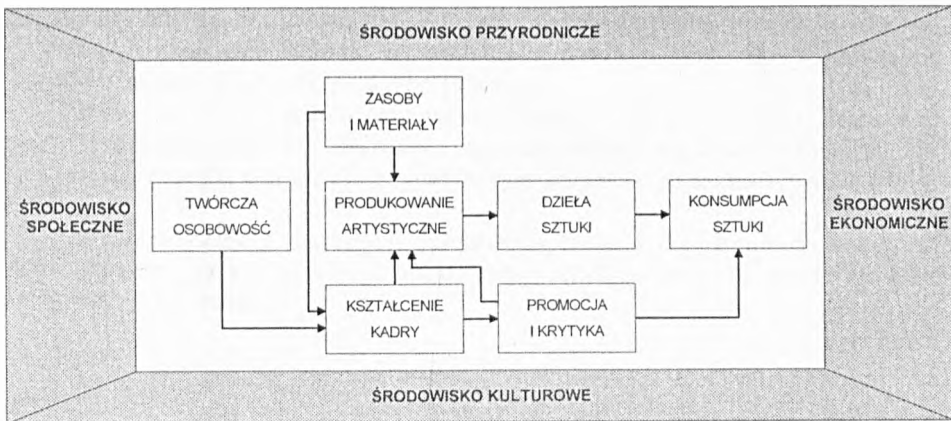 ŚRODOWISKO PRZYRODNICZE
ZASOBY
I MATERIAŁY
ŚRODOWISKO
SPOŁECZNE
TWÓRCZA
OSOBOWOŚĆ
PRODUKOWANIE
ARTYSTYCZNE
DZIEŁA
SZTUKI
KONSUMPCJA
SZTUKI
ŚRODOWISKO
EKONOMICZNE
KSZTAŁCENIE
KADRY
PROMOCJA
I KRYTYKA
ŚRODOWISKO KULTUROWE